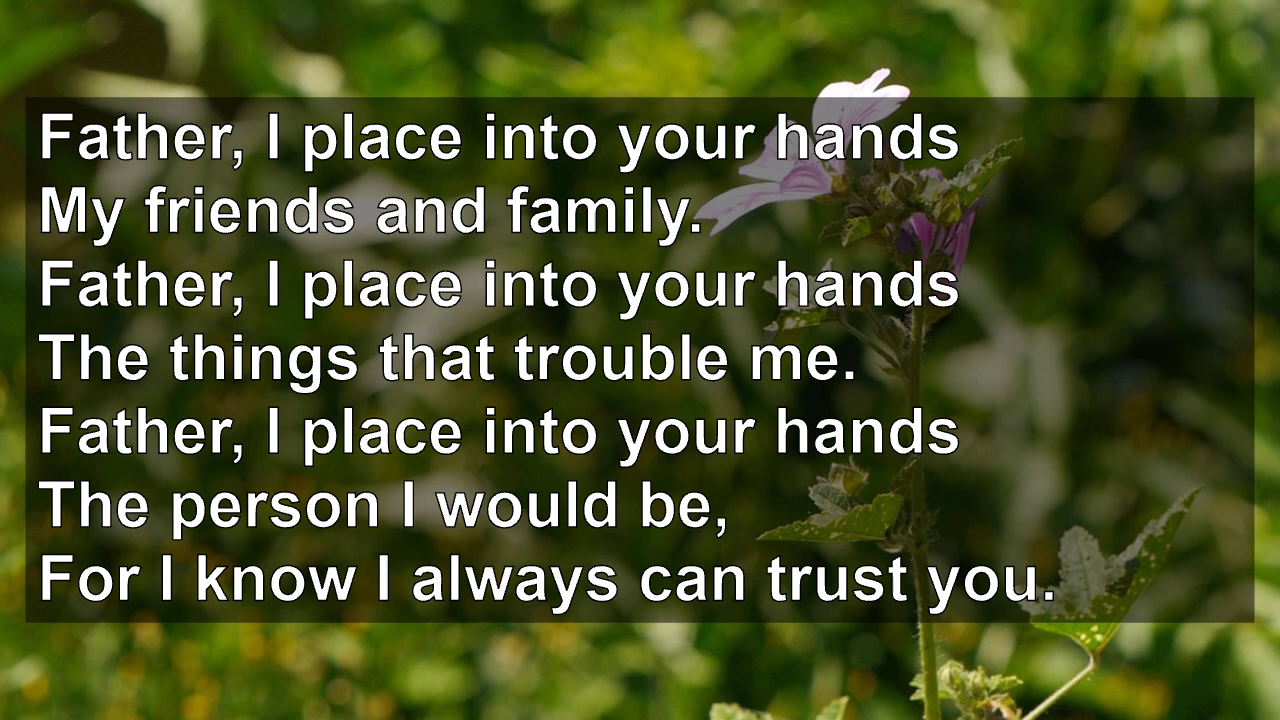 Father, I place into your hands
My friends and family.
Father, I place into your hands
The things that trouble me.
Father, I place into your hands
The person I would be,
For I know I always can trust you.